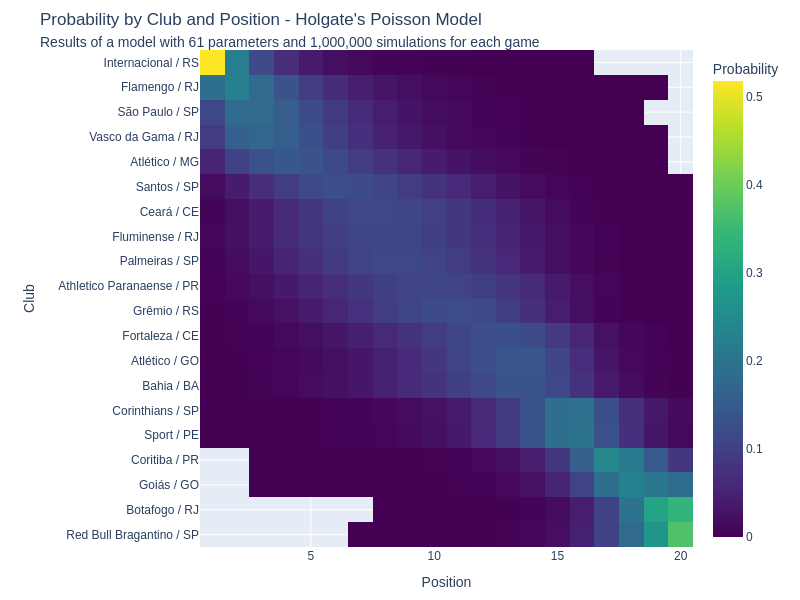 Probability by Club and Position - Holgate's Poisson Model
Results of a model with 61 parameters and 1,000,000 simulations for each game
Probability
Internacional / RS
Flamengo / RJ
São Paulo / SP
Vasco da Gama / RJ
Atlético / MG
Santos / SP
Ceará / CE
Fluminense / RJ
Palmeiras / SP
Athletico Paranaense / PR
Grêmio / RS
Fortaleza / CE
Atlético / GO
Bahia / BA
Corinthians / SP
Sport / PE
Coritiba / PR
Goiás / GO
Botafogo / RJ
Red Bull Bragantino / SP
Club
5
10
15
20
Position
0.5
0.4
0.3
0.2
0.1
0